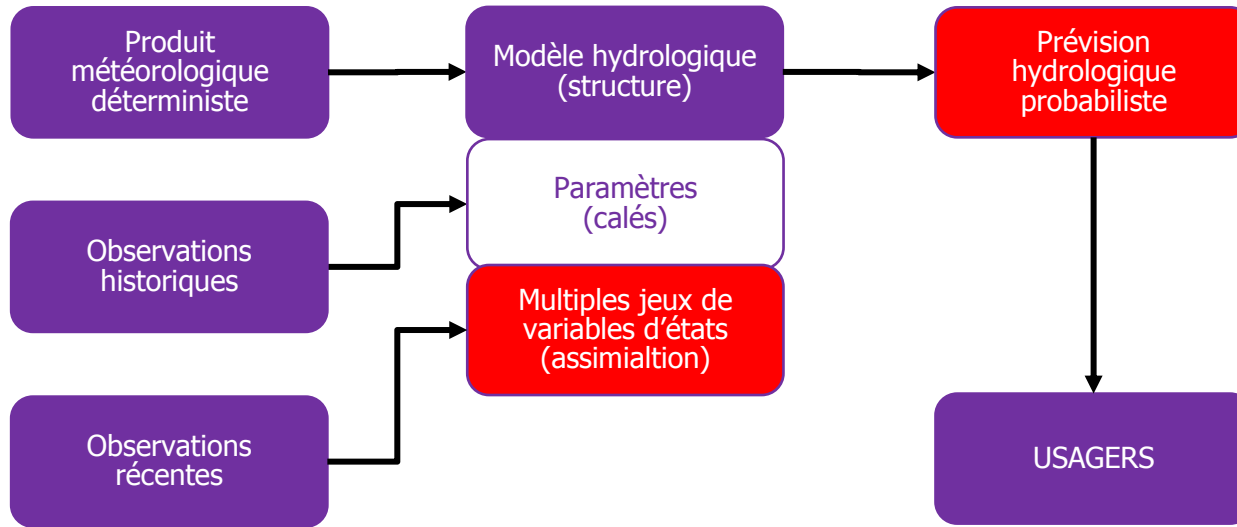 Produit
météorologique
déterministe
Modèle hydrologique
(structure)
Prévision
hydrologique
probabiliste
Paramètres
(calés)
Observations
historiques
Multiples jeux de
variables d’états
(assimialtion)
Observations
récentes
USAGERS